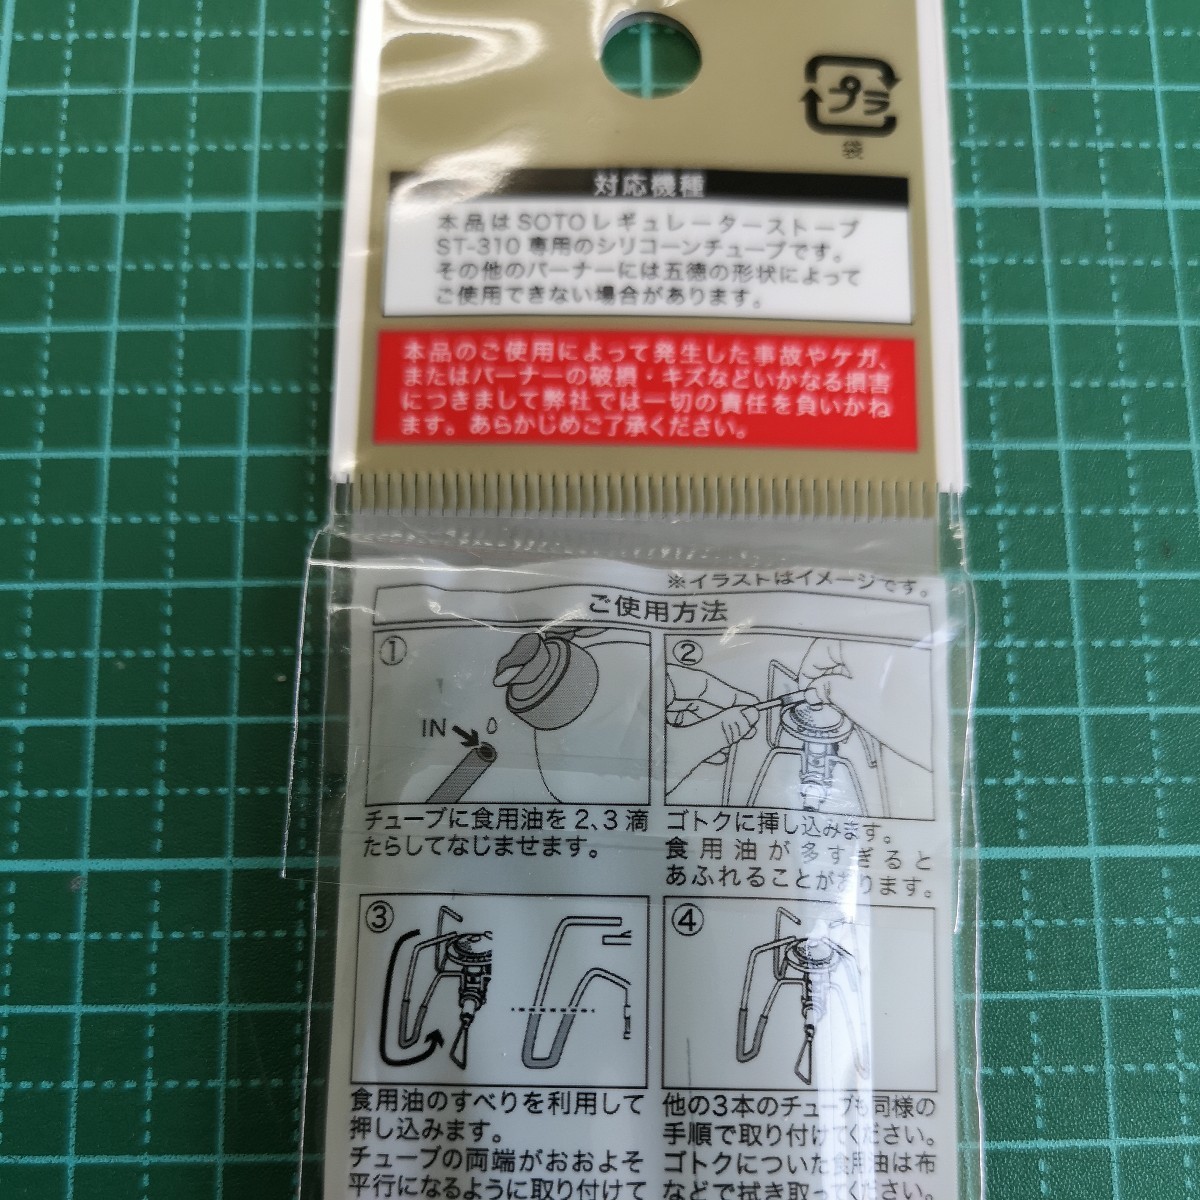 プラ
袋
対応機種
本品はSOTOレギュレーターストーブ
ST-310専用のシリコーンチューブです。
その他のバーナーには五徳の形状によって
ご使用できない場合があります。
本品のご使用によって発生した事故やケガ、
またはバーナーの破損・キズなどいかなる損害
につきまして弊社では一切の責任を負いかね
ます。あらかじめご了承ください。
※イラストはイメージです。
ご使用方法
①
IN
チューブに食用油を2、3滴
たらしてなじませます。
②
ゴトクに挿し込みます。
食用油が多すぎると
あふれることがあります。
③
食用油のすべりを利用して
押し込みます。
チューブの両端がおおよそ
平行になるように取り付けて
④
他の3本のチューブも同様の
手順で取り付けてください。
ゴトクについた食用油は布
などで拭き取ってください。